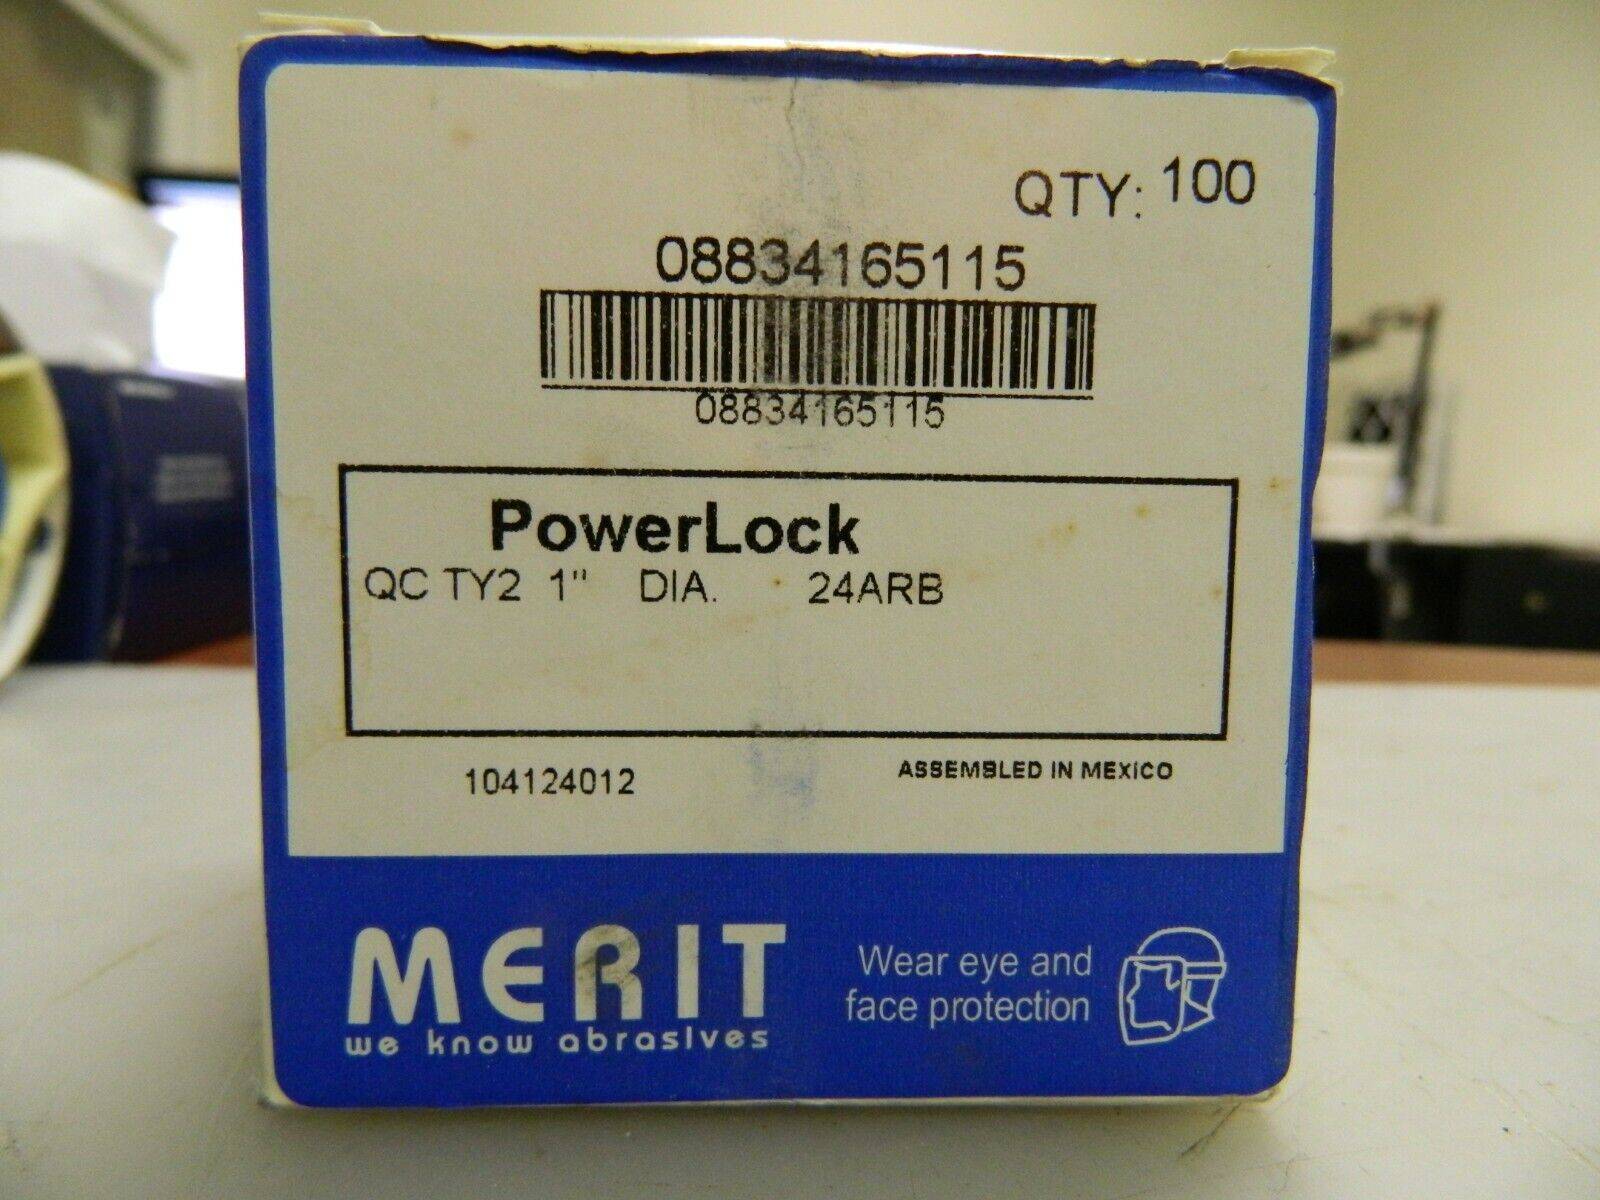 QTY: 100
08834165115
08834165115
PowerLock
QC TY2 1" DIA. 24ARB
104124012
ASSEMBLED IN MEXICO
MERIT
we know abrasives
Wear eye and
face protection